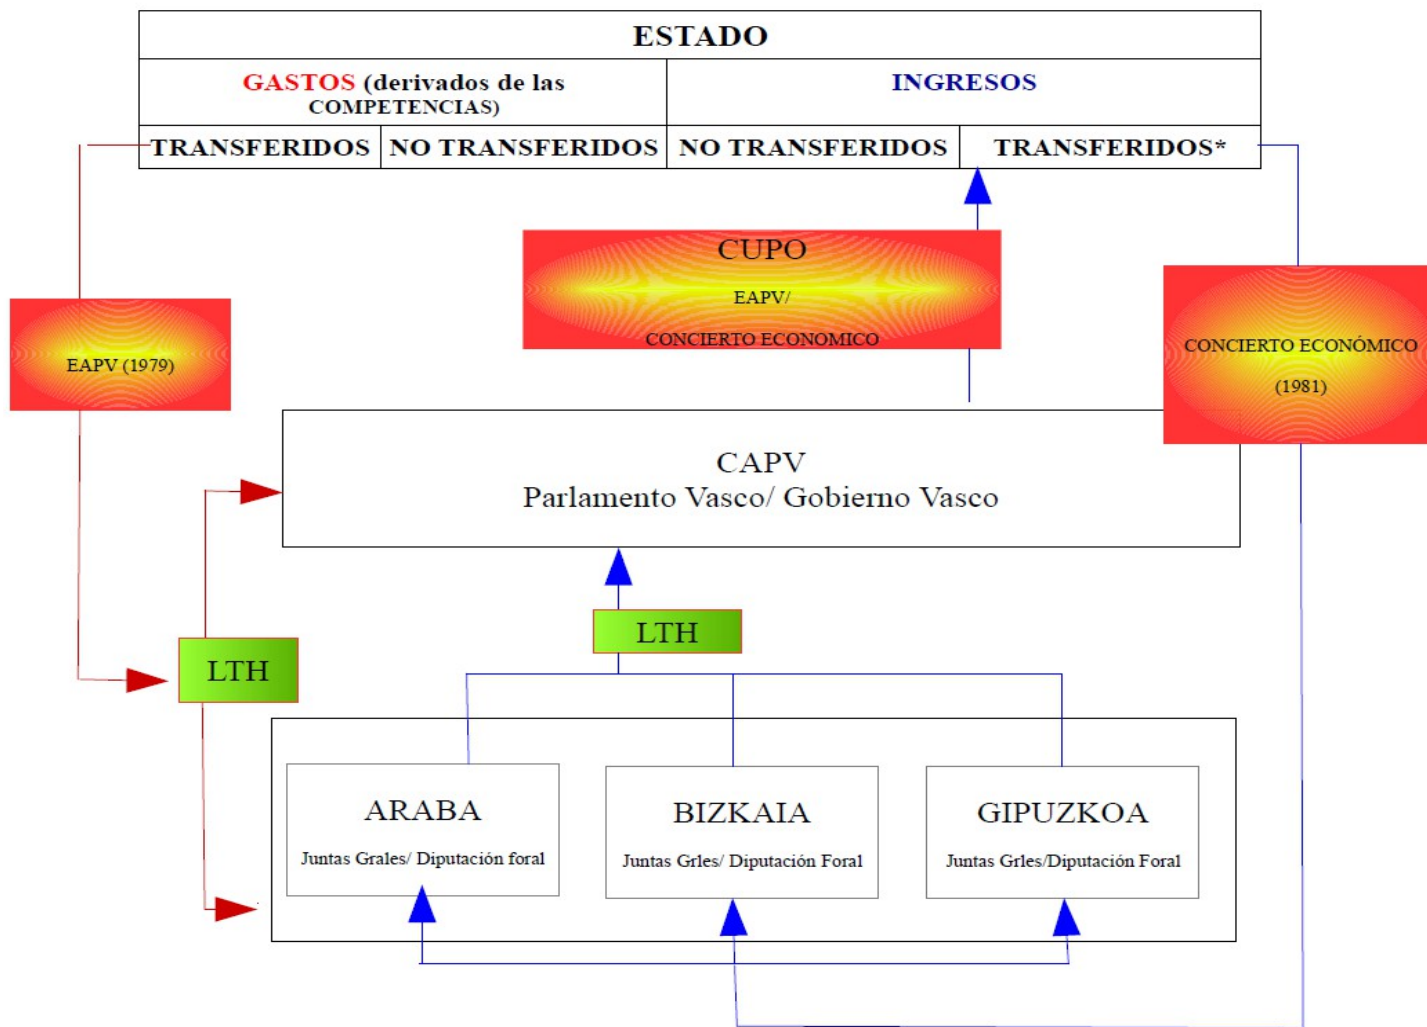 ESTADO
GASTOS (derivados de las
COMPETENCIAS)
INGRESOS
TRANSFERIDOS
NO TRANSFERIDOS
NO TRANSFERIDOS
TRANSFERIDOS*
CUPO
EAPV/
CONCIERTO ECONOMICO
EAPV (1979)
CONCIERTO ECONÓMICO
(1981)
CAPV
Parlamento Vasco/ Gobierno Vasco
LTH
LTH
ARABA
Juntas Grales/ Diputación foral
BIZKAIA
Juntas Grles/ Diputación Foral
GIPUZKOA
Juntas Grles/Diputación Foral